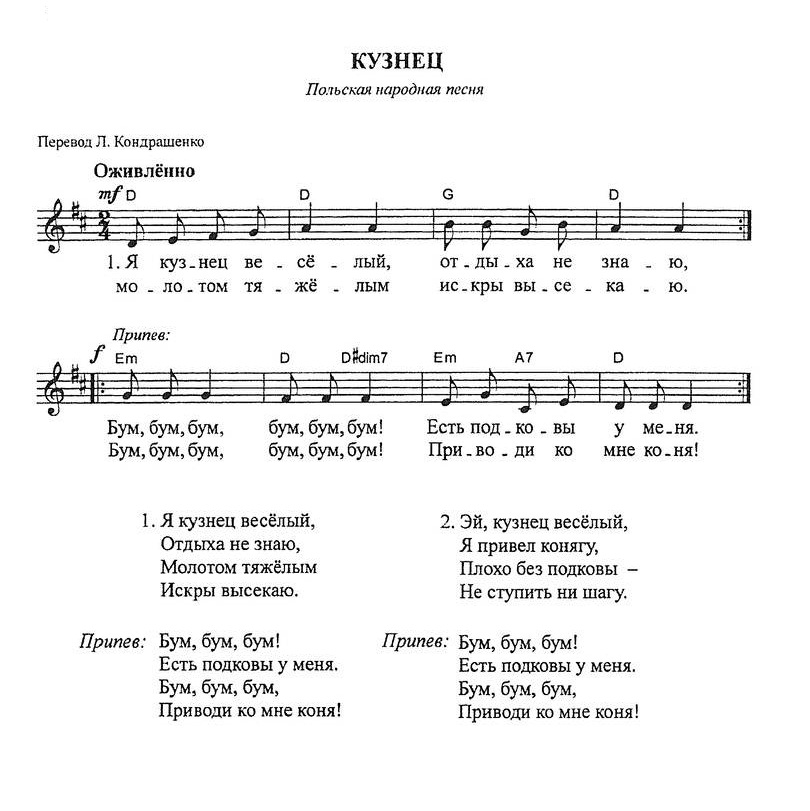 КУЗНЕЦ
Польская народная песня
Перевод Л. Кондрашенко
Оживлённо
mf D D G D
2
4
1. Я куз-нец ве - сё - лый, от-ды-ха не зна - ю,
мо - ло-том тя - жё - лым ис-кры вы-се - ка - ю.
Припев:
f Em D D#dim7 Em A7 D
Бум, бум, бум, бум, бум, бум! Есть под-ко - вы у ме-ня.
Бум, бум, бум, бум, бум, бум! При-во - ди ко мне ко-ня!
1. Я кузнец весёлый,
Отдыха не знаю,
Молотом тяжёлым
Искры высекаю.
Припев: Бум, бум, бум!
Есть подковы у меня.
Бум, бум, бум,
Приводи ко мне коня!
2. Эй, кузнец весёлый,
Я привел конягу,
Плохо без подковы –
Не ступить ни шагу.
Припев: Бум, бум, бум!
Есть подковы у меня.
Бум, бум, бум,
Приводи ко мне коня!